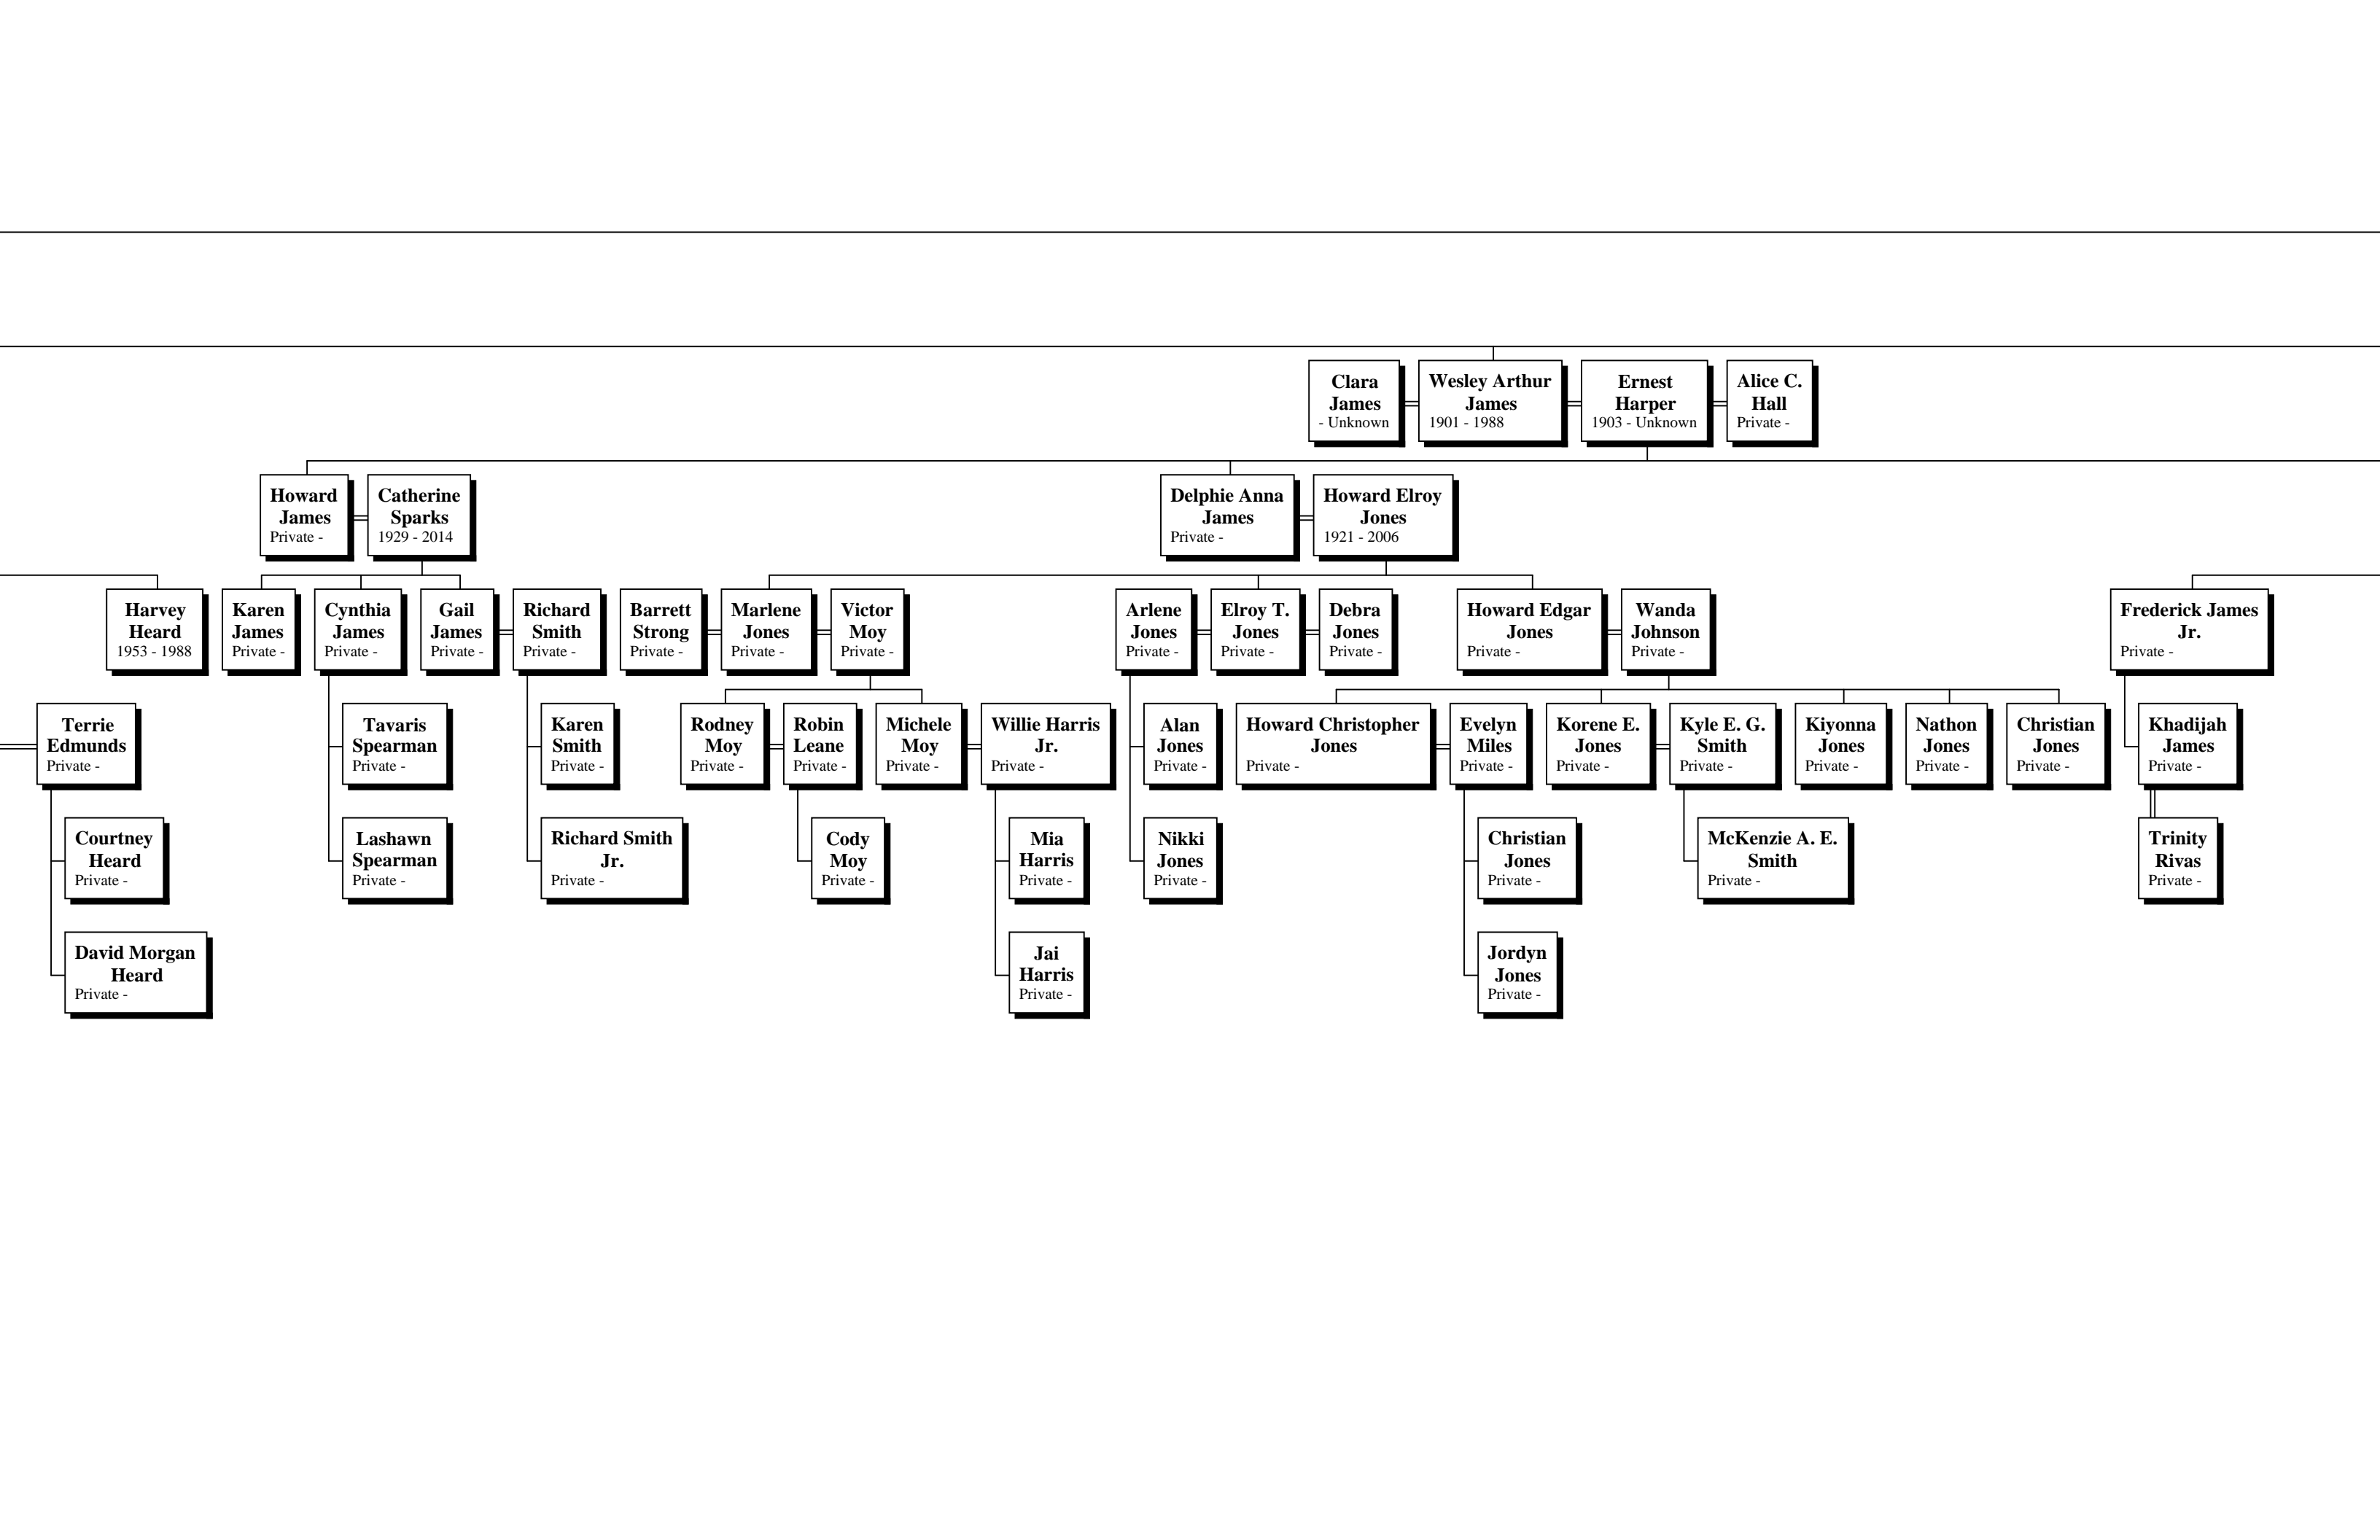 Clara
James
- Unknown
Wesley Arthur
James
1901 - 1988
Ernest
Harper
1903 - Unknown
Alice C.
Hall
Private -
Howard
James
Private -
Catherine
Sparks
1929 - 2014
Delphie Anna
James
Private -
Howard Elroy
Jones
1921 - 2006
Harvey
Heard
1953 - 1988
Karen
James
Private -
Cynthia
James
Private -
Gail
James
Private -
Richard
Smith
Private -
Barrett
Strong
Private -
Marlene
Jones
Private -
Victor
Moy
Private -
Arlene
Jones
Private -
Elroy T.
Jones
Private -
Debra
Jones
Private -
Howard Edgar
Jones
Private -
Wanda
Johnson
Private -
Frederick James
Jr.
Private -
Terrie
Edmunds
Private -
Tavaris
Spearman
Private -
Karen
Smith
Private -
Rodney
Moy
Private -
Robin
Leane
Private -
Michele
Moy
Private -
Willie Harris
Jr.
Private -
Alan
Jones
Private -
Howard Christopher
Jones
Private -
Evelyn
Miles
Private -
Korene E.
Jones
Private -
Kyle E. G.
Smith
Private -
Kiyonna
Jones
Private -
Nathon
Jones
Private -
Christian
Jones
Private -
Khadijah
James
Private -
Courtney
Heard
Private -
Lashawn
Spearman
Private -
Richard Smith
Jr.
Private -
Cody
Moy
Private -
Mia
Harris
Private -
Nikki
Jones
Private -
Christian
Jones
Private -
McKenzie A. E.
Smith
Private -
Trinity
Rivas
Private -
David Morgan
Heard
Private -
Jai
Harris
Private -
Jordyn
Jones
Private -